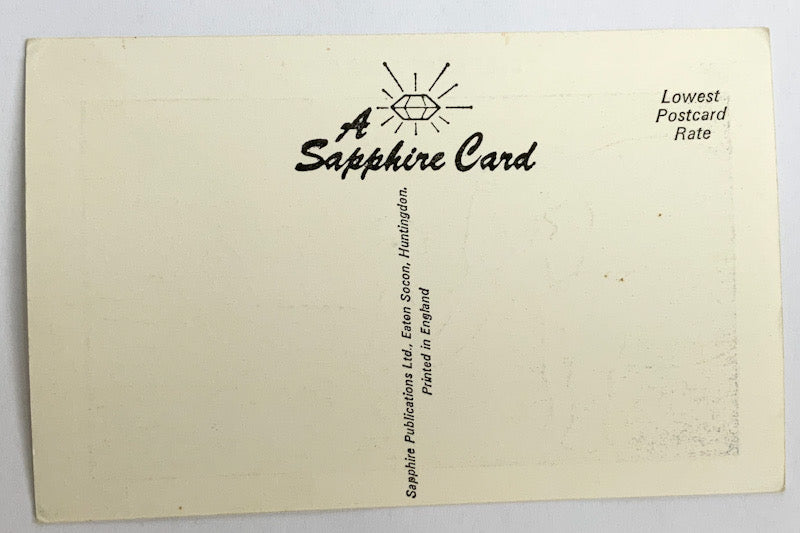 A
Sapphire Card
Lowest
Postcard
Rate
Sapphire Publications Ltd., Eaton Socon, Huntingdon.
Printed in England